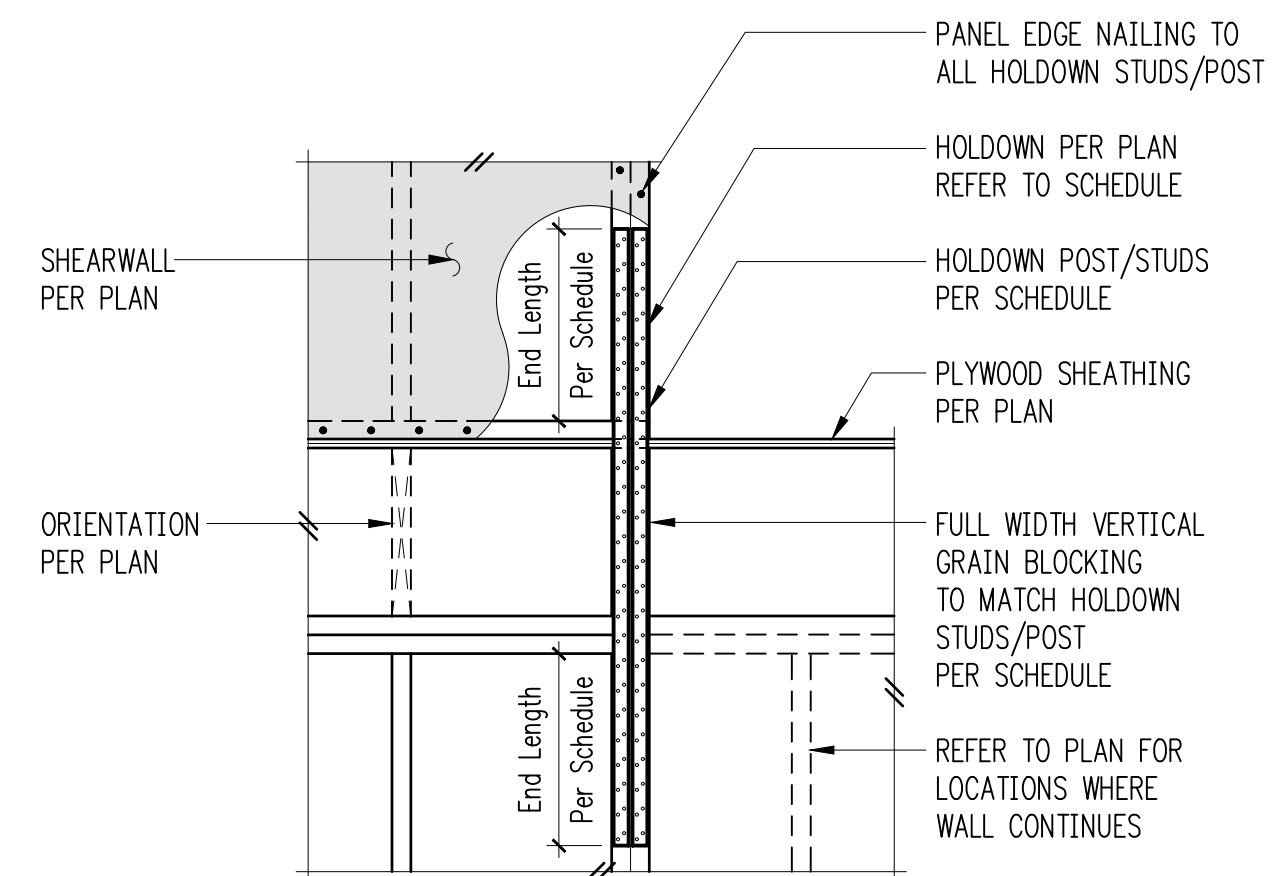 PANEL EDGE NAILING TO
ALL HOLDOWN STUDS/POST
HOLDOWN PER PLAN
REFER TO SCHEDULE
SHEARWALL
PER PLAN
End Length
Per Schedule
HOLDOWN POST/STUDS
PER SCHEDULE
PLYWOOD SHEATHING
PER PLAN
ORIENTATION
PER PLAN
FULL WIDTH VERTICAL
GRAIN BLOCKING
TO MATCH HOLDOWN
STUDS/POST
PER SCHEDULE
End Length
Per Schedule
REFER TO PLAN FOR
LOCATIONS WHERE
WALL CONTINUES